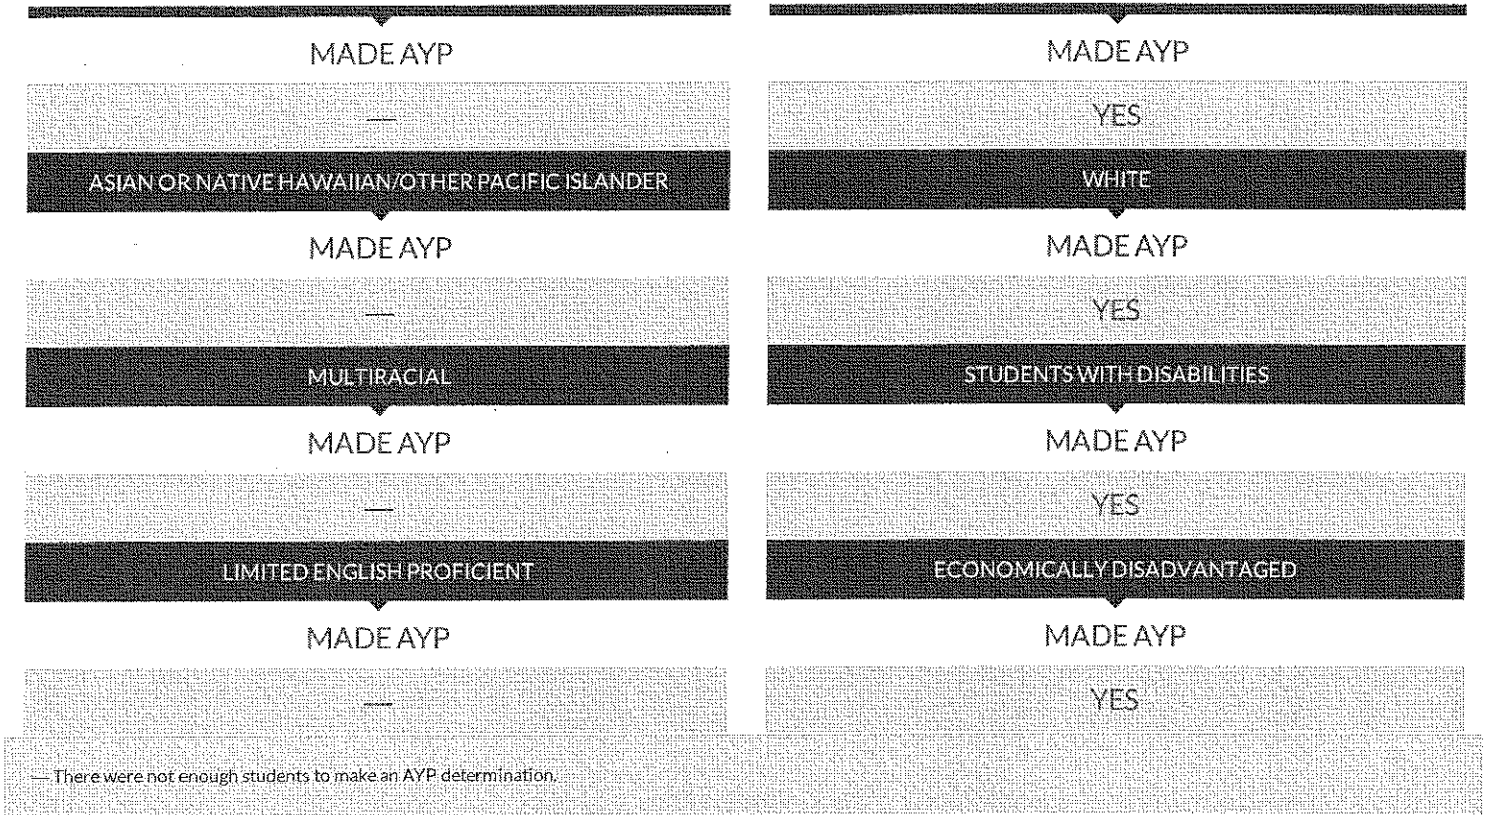 MADE AYP
—
ASIAN OR NATIVE HAWAIIAN/OTHER PACIFIC ISLANDER
MADE AYP
—
MULTIRACIAL
MADE AYP
—
LIMITED ENGLISH PROFICIENT
MADE AYP
—
MADE AYP
YES
WHITE
MADE AYP
YES
STUDENTS WITH DISABILITIES
MADE AYP
YES
ECONOMICALLY DISADVANTAGED
MADE AYP
YES
— There were not enough students to make an AYP determination.